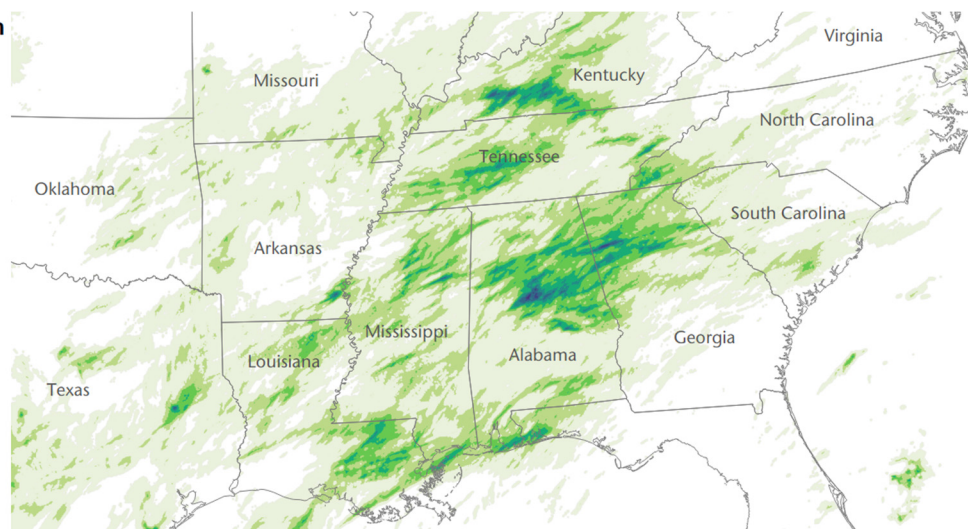 n
Virginia
Missouri
Kentucky
North Carolina
Tennessee
Oklahoma
South Carolina
Arkansas
Mississippi
Georgia
Louisiana
Alabama
Texas